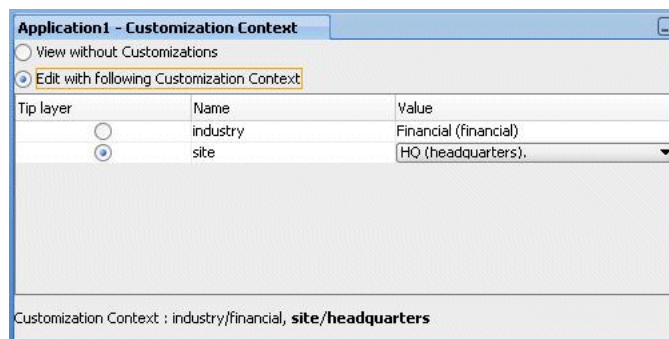 Application1 - Customization Context
View without Customizations
Edit with following Customization Context
Tip layer Name Value
industry Financial (financial)
site HQ (headquarters).
Customization Context : industry/financial, site/headquarters